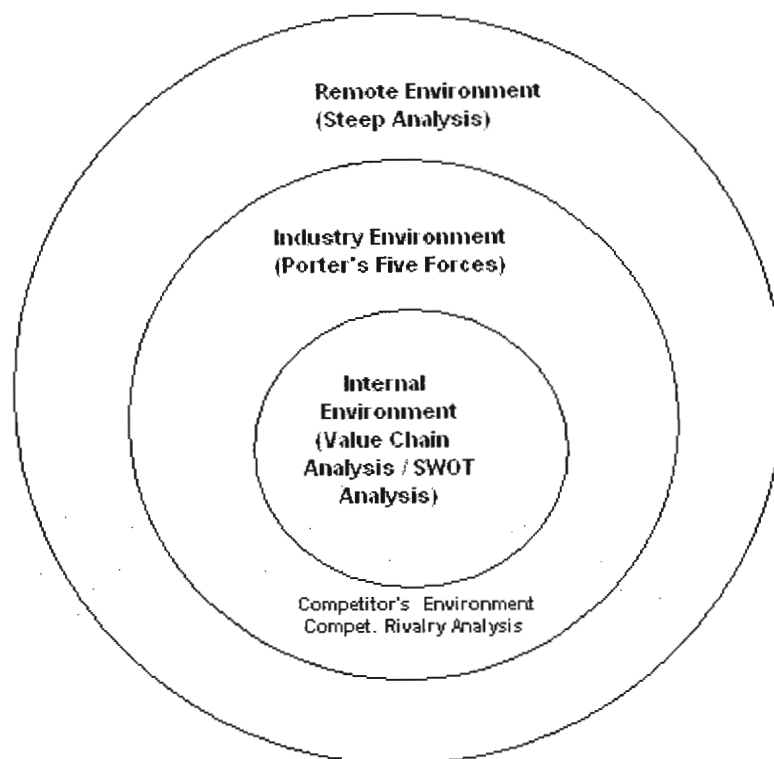 Remote Environment
(Steep Analysis)
Industry Environment
(Porter's Five Forces)
Internal
Environment
(Value Chain
Analysis / SWOT
Analysis)
Competitor's Environment
Compet. Rivalry Analysis